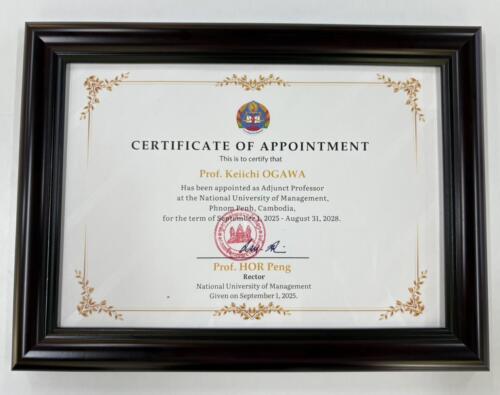 CERTIFICATE OF APPOINTMENT
This is to certify that
Prof. Keiichi OGAWA
Has been appointed as Adjunct Professor
at the National University of Management,
Phnom Penh, Cambodia,
for the term of September 1, 2025 - August 31, 2028.
Prof. HOR Peng
Rector
National University of Management
Given on September 1, 2025.